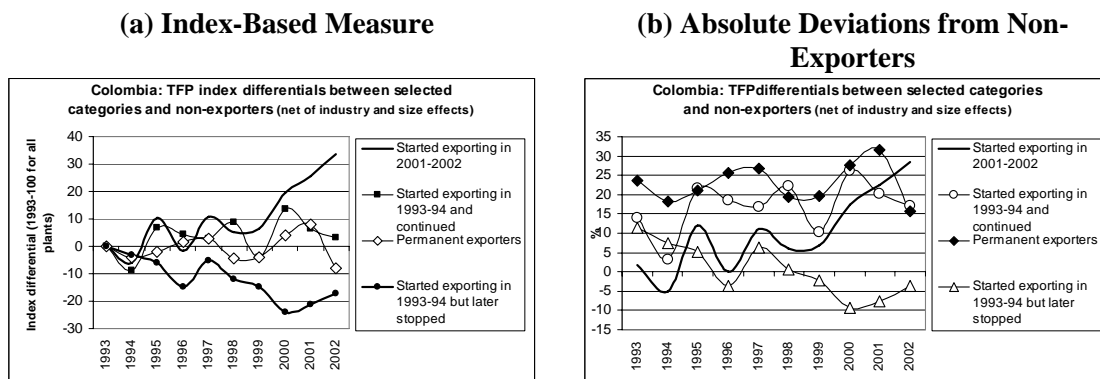 (a) Index-Based Measure
(b) Absolute Deviations from Non-
Exporters
Colombia: TFP index differentials between selected
categories and non-exporters (net of industry and size effects)
Index differential (1993-100 for all
plants)
40
30
20
10
0
-10
-20
-30
1993
1994
1995
1996
1997
1998
1999
2000
2001
2002
Started exporting in
2001-2002
Started exporting in
1993-94 and
continued
Permanent exporters
Started exporting in
1993-94 but later
stopped
Colombia: TFPdifferentials between selected categories
and non-exporters (net of industry and size effects)
%
35
30
25
20
15
10
5
0
-5
-10
-15
1993
1994
1995
1996
1997
1998
1999
2000
2001
2002
Started exporting in
2001-2002
Started exporting in
1993-94 and
continued
Permanent exporters
Started exporting in
1993-94 but later
stopped